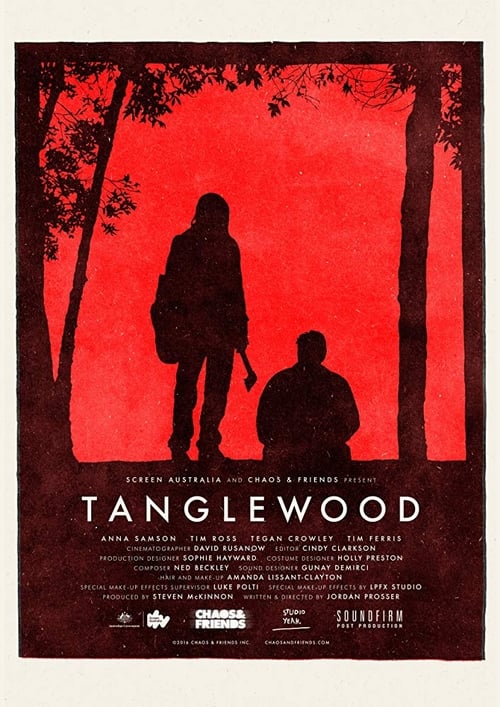 SCREEN AUSTRALIA AND CHAOS & FRIENDS PRESENT
TANGLEWOOD
ANNA SAMSON TIM ROSS TEGAN CROWLEY TIM FERRIS
CINEMATOGRAPHER DAVID RUSANOW EDITOR CINDY CLARKSON
PRODUCTION DESIGNER SOPHIE HAYWARD COSTUME DESIGNER HOLLY PRESTON
COMPOSER NED BECKLEY SOUND DESIGNER GUNAY DEMIRCI
HAIR AND MAKE-UP AMANDA LISSANT-CLAYTON
SPECIAL MAKE-UP EFFECTS SUPERVISOR LUKE POLTI SPECIAL MAKE-UP EFFECTS BY LPFX STUDIO
PRODUCED BY STEVEN McKINNON WRITTEN & DIRECTED BY JORDAN PROSSER
CHAOS&
FRIENDS
STUDIO
YEAH.
SOUNDFIRM
POST PRODUCTION
©2016 CHAOS & FRIENDS INC. CHAOSANDFRIENDS.COM